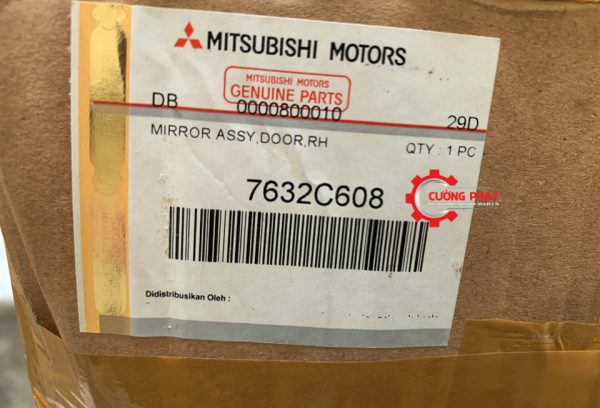 MITSUBISHI MOTORS
MITSUBISHI MOTORS
GENUINE PARTS
DB 0000800010 29D
MIRROR ASSY,DOOR,RH QTY : 1 PC
7632C608
CƯỜNG PHÁT
Didistribusikan Oleh :